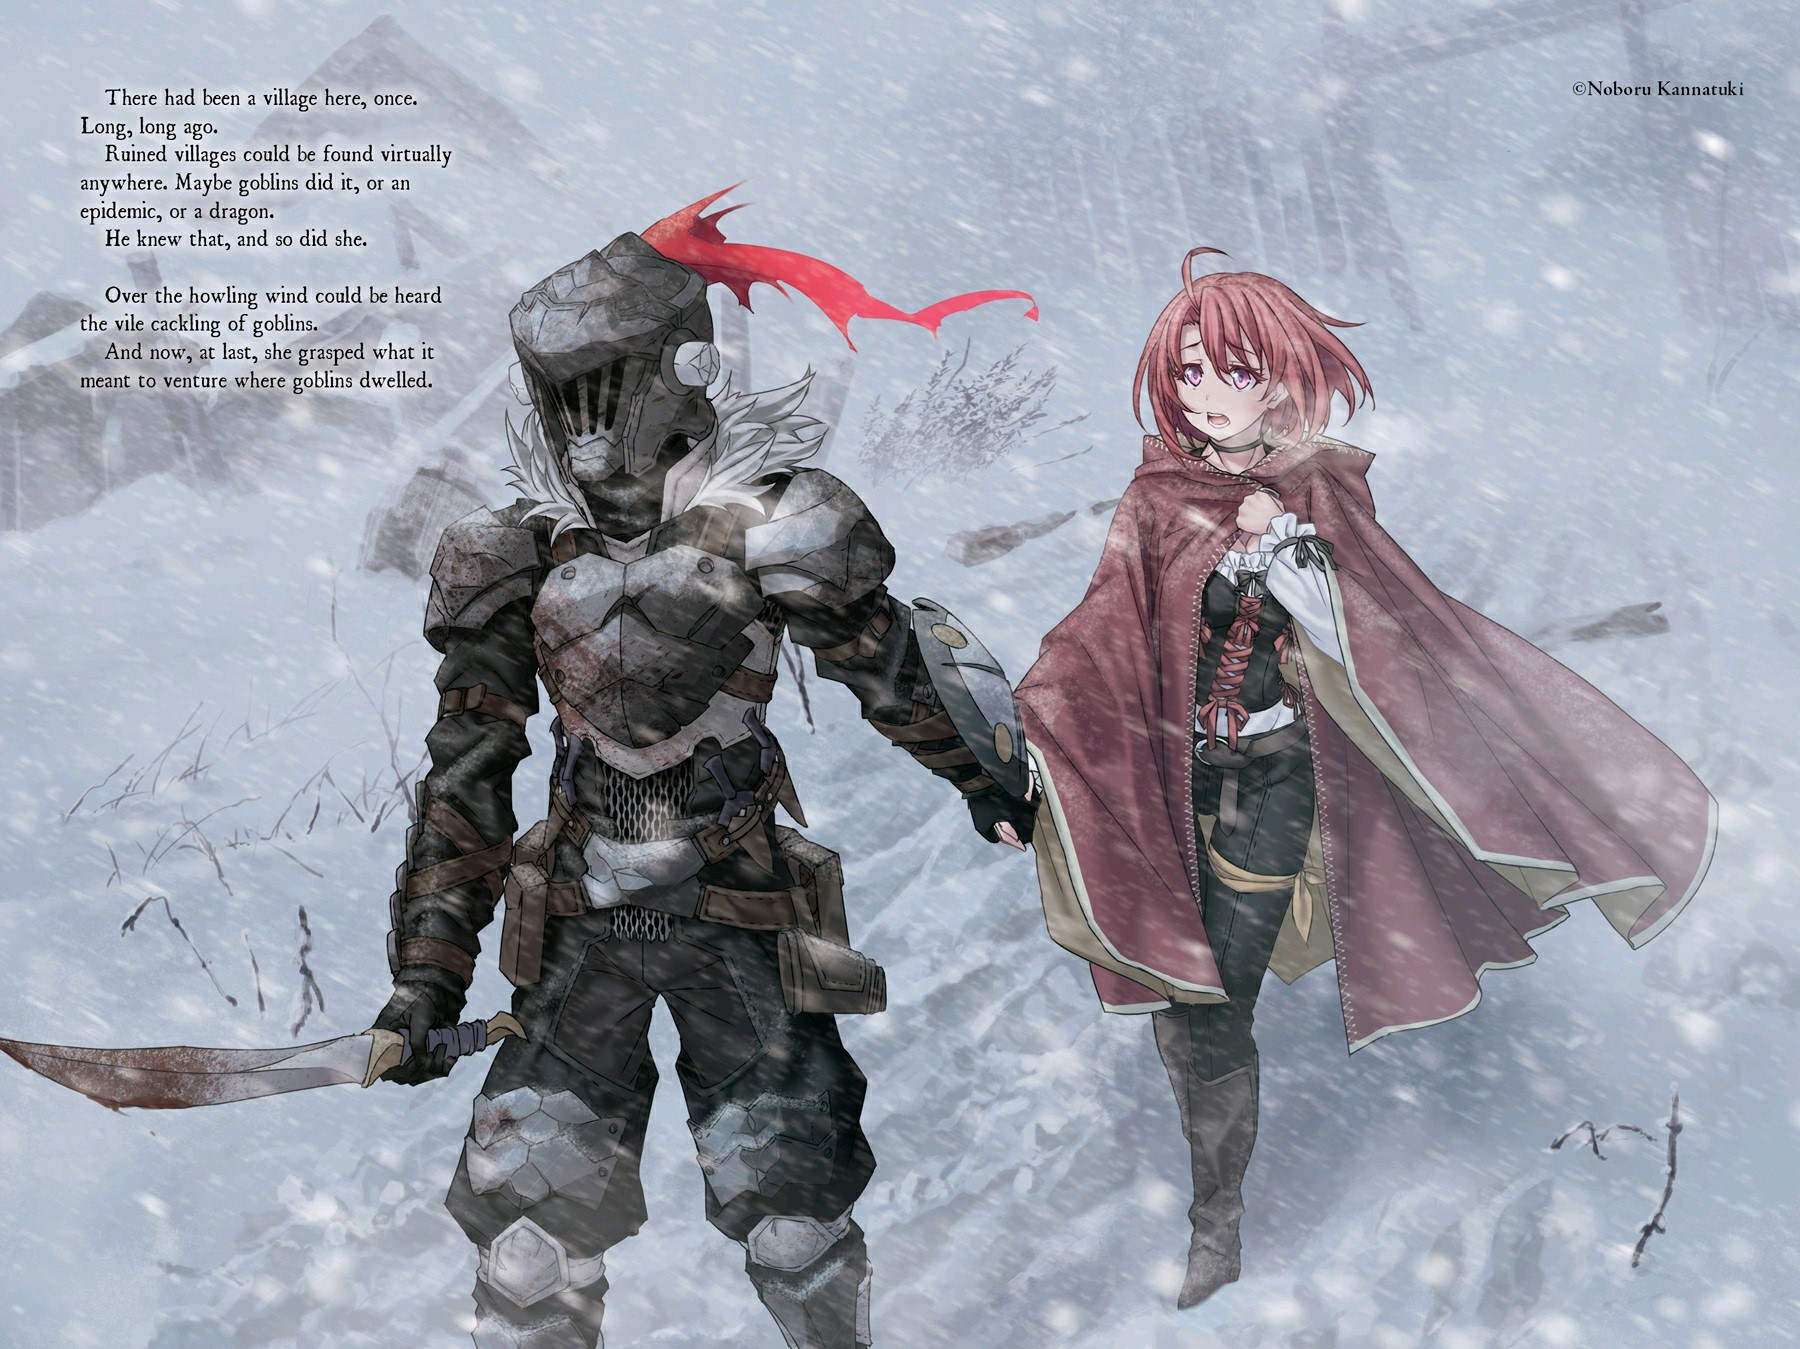 There had been a village here, once.
Long, long ago.
Ruined villages could be found virtually
anywhere. Maybe goblins did it, or an
epidemic, or a dragon.
He knew that, and so did she.
Over the howling wind could be heard
the vile cackling of goblins.
And now, at last, she grasped what it
meant to venture where goblins dwelled.
©Noboru Kannatuki